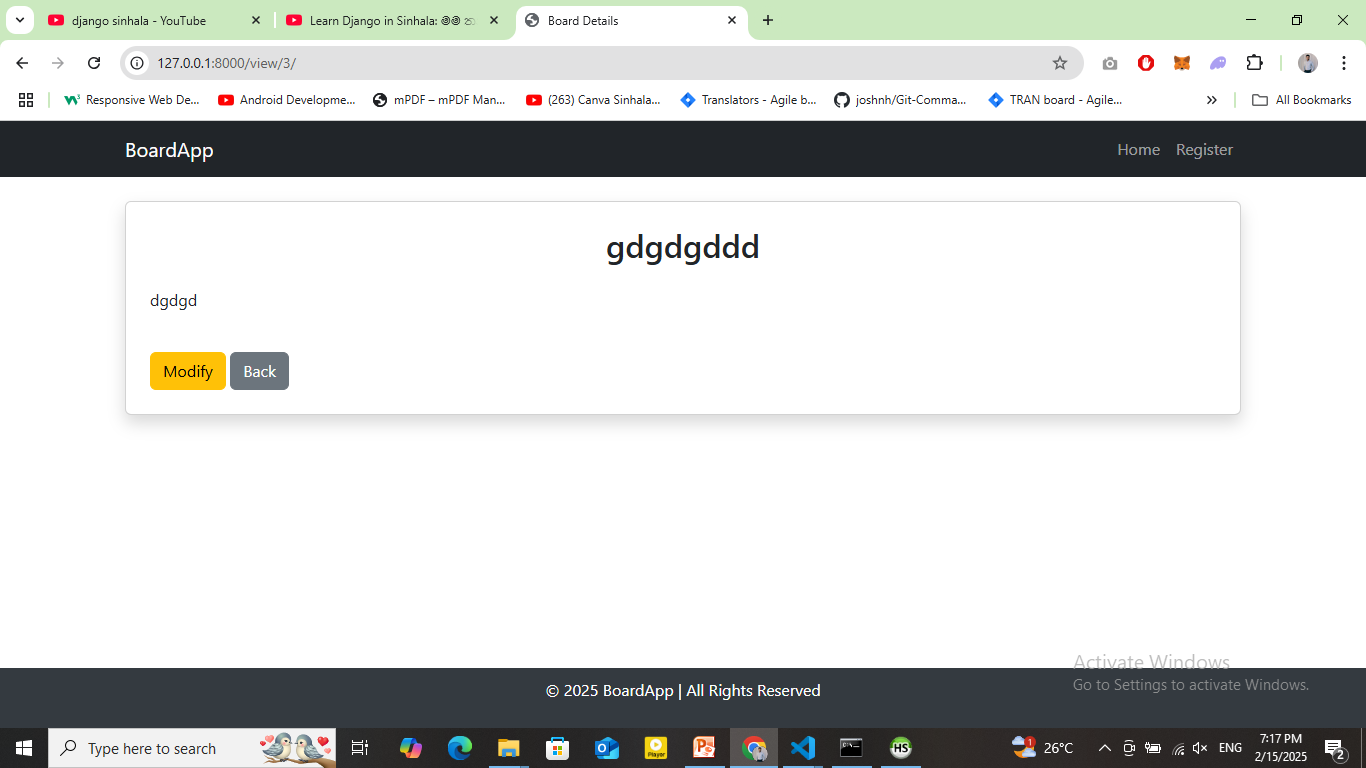 django sinhala - YouTube
Learn Django in Sinhala:
Board Details
127.0.0.1:8000/view/3/
Responsive Web De...
Android Developme...
mPDF – mPDF Man...
(263) Canva Sinhala...
Translators - Agile b...
joshnh/Git-Comma...
TRAN board - Agile...
»
All Bookmarks
BoardApp
Home
Register
gdgdgddd
dgdgd
Modify
Back
Activate Windows
Go to Settings to activate Windows.
© 2025 BoardApp | All Rights Reserved
Type here to search
Player
HS
1
26°C
ENG
7:17 PM
2/15/2025
2